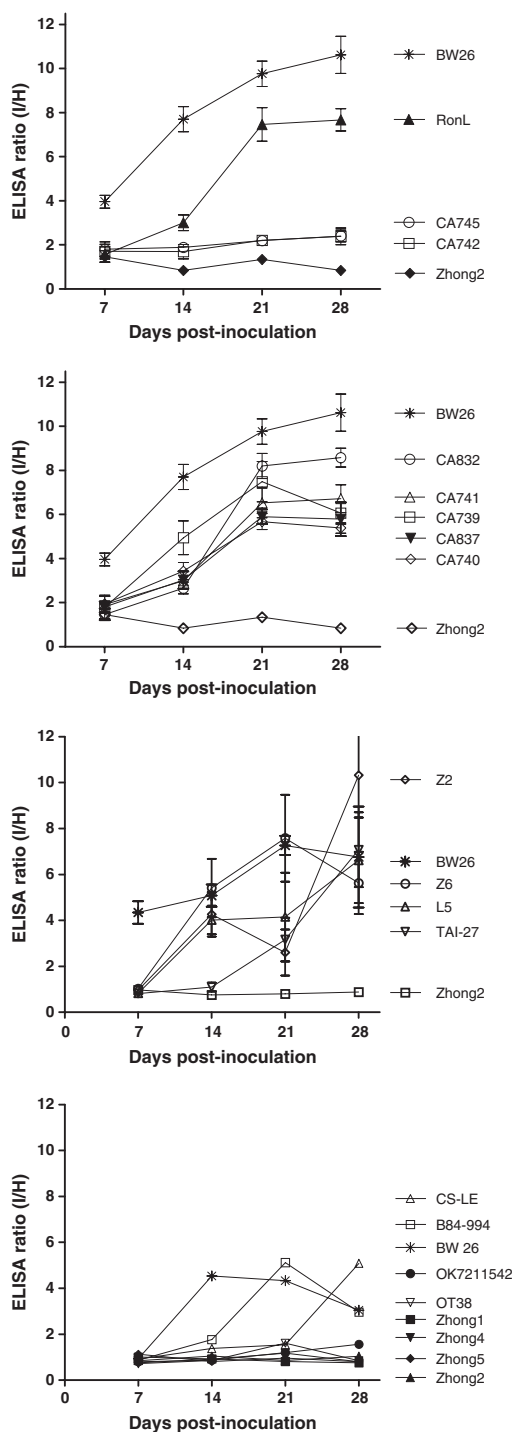 12
10
8
6
4
2
0
ELISA ratio (I/H)
7 14 21 28
Days post-inoculation
BW26
RonL
CA745
CA742
Zhong2
12
10
8
6
4
2
0
ELISA ratio (I/H)
7 14 21 28
Days post-inoculation
BW26
CA832
CA741
CA739
CA837
CA740
Zhong2
12
10
8
6
4
2
0
ELISA ratio (I/H)
0 7 14 21 28
Days post-inoculation
Z2
BW26
Z6
L5
TAI-27
Zhong2
12
10
8
6
4
2
0
ELISA ratio (I/H)
0 7 14 21 28
Days post-inoculation
CS-LE
B84-994
BW 26
OK7211542
OT38
Zhong1
Zhong4
Zhong5
Zhong2